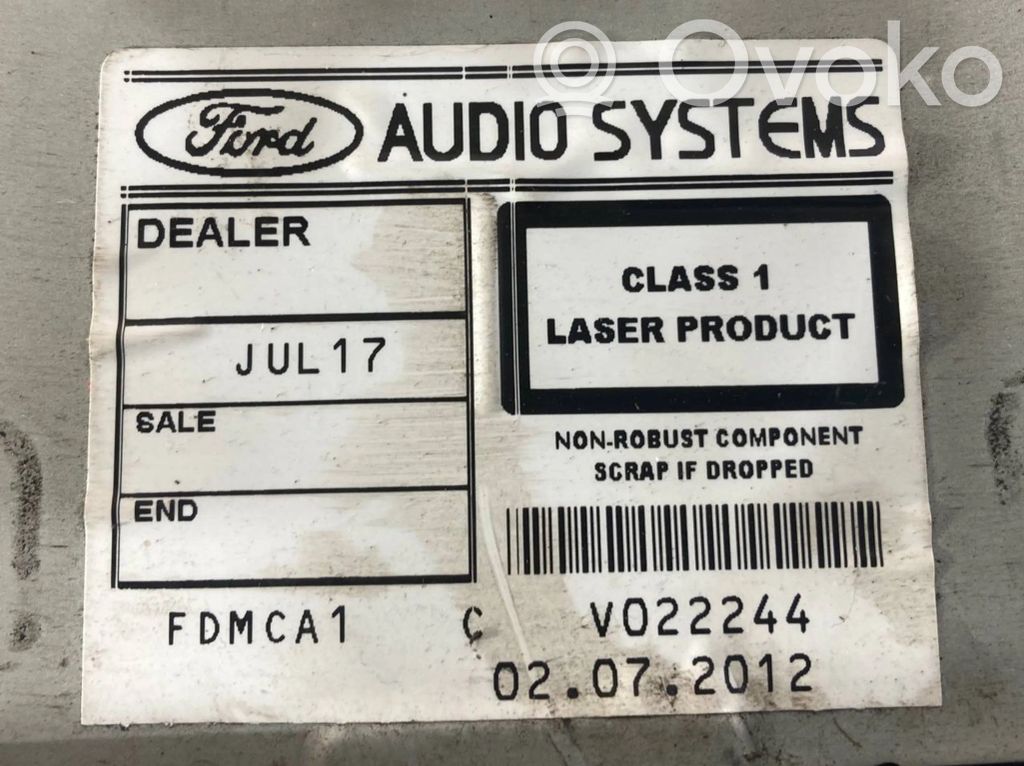 Ovoko
Ford AUDIO SYSTEMS
DEALER
JUL17
SALE
END
CLASS 1
LASER PRODUCT
NON-ROBUST COMPONENT
SCRAP IF DROPPED
FDMCA1 C V022244
02.07.2012